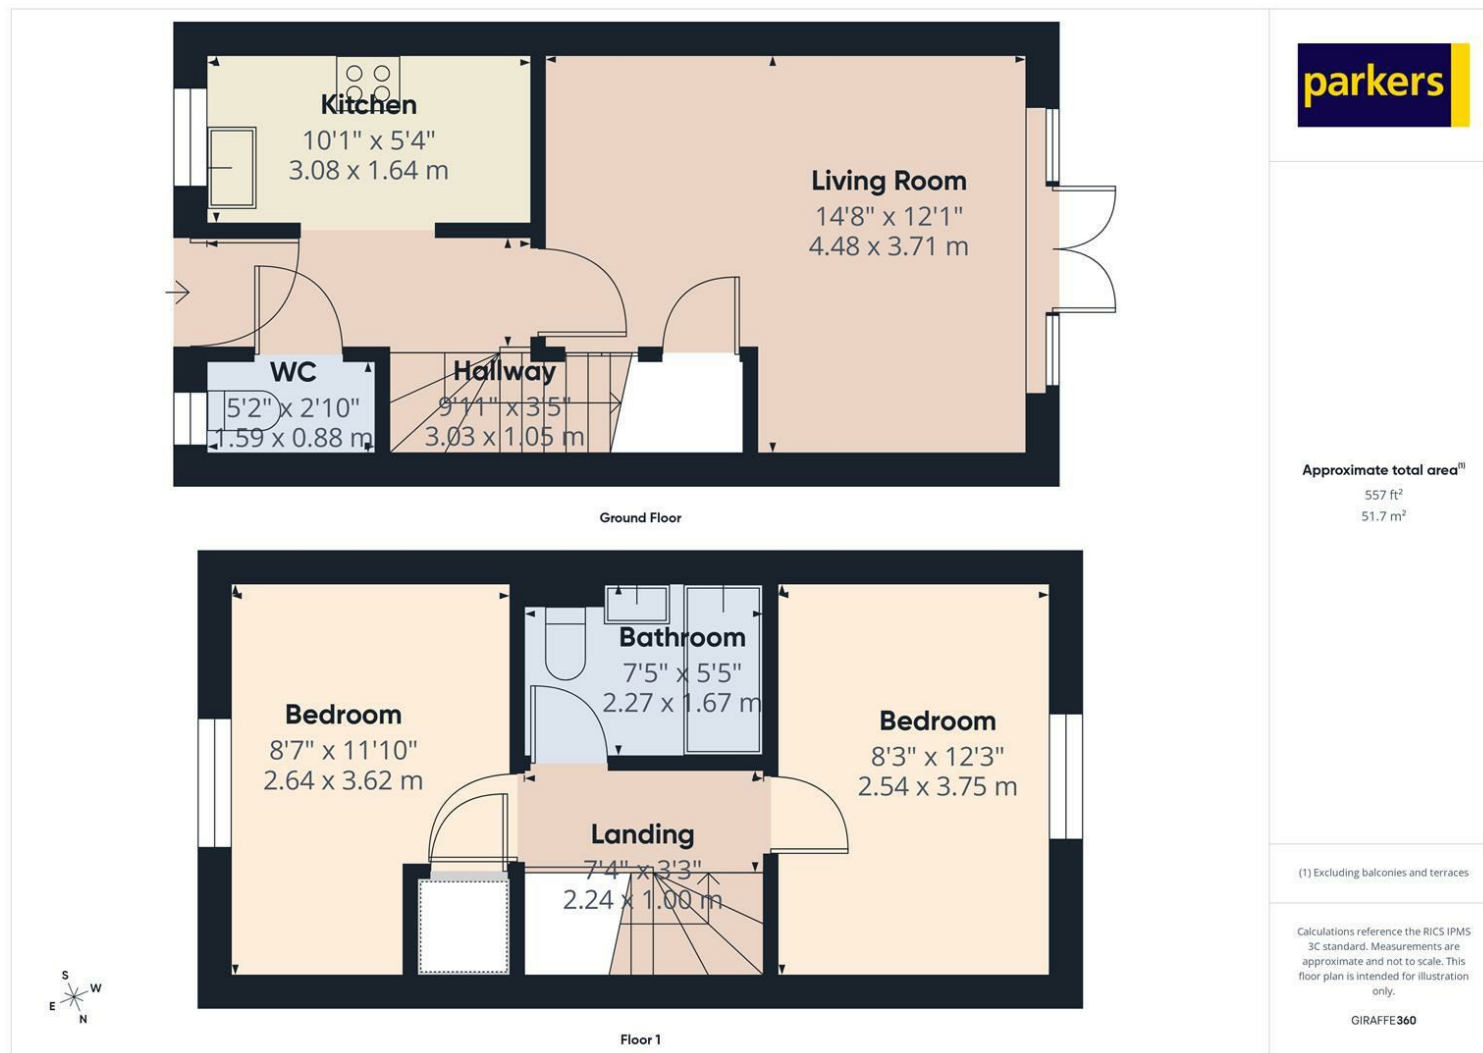 Kitchen
10'1" x 5'4"
3.08 x 1.64 m
Living Room
14'8" x 12'1"
4.48 x 3.71 m
WC
5'2" x 2'10"
1.59 x 0.88 m
Hallway
9'11" x 3'5"
3.03 x 1.05 m
Ground Floor
Bathroom
7'5" x 5'5"
2.27 x 1.67 m
Bedroom
8'7" x 11'10"
2.64 x 3.62 m
Bedroom
8'3" x 12'3"
2.54 x 3.75 m
Landing
7'4" x 3'3"
2.24 x 1.00 m
S
W
E
N
Floor 1
parkers
Approximate total area(1)
557 ft²
51.7 m²
(1) Excluding balconies and terraces
Calculations reference the RICS IPMS
3C standard. Measurements are
approximate and not to scale. This
floor plan is intended for illustration
only.
GIRAFFE360